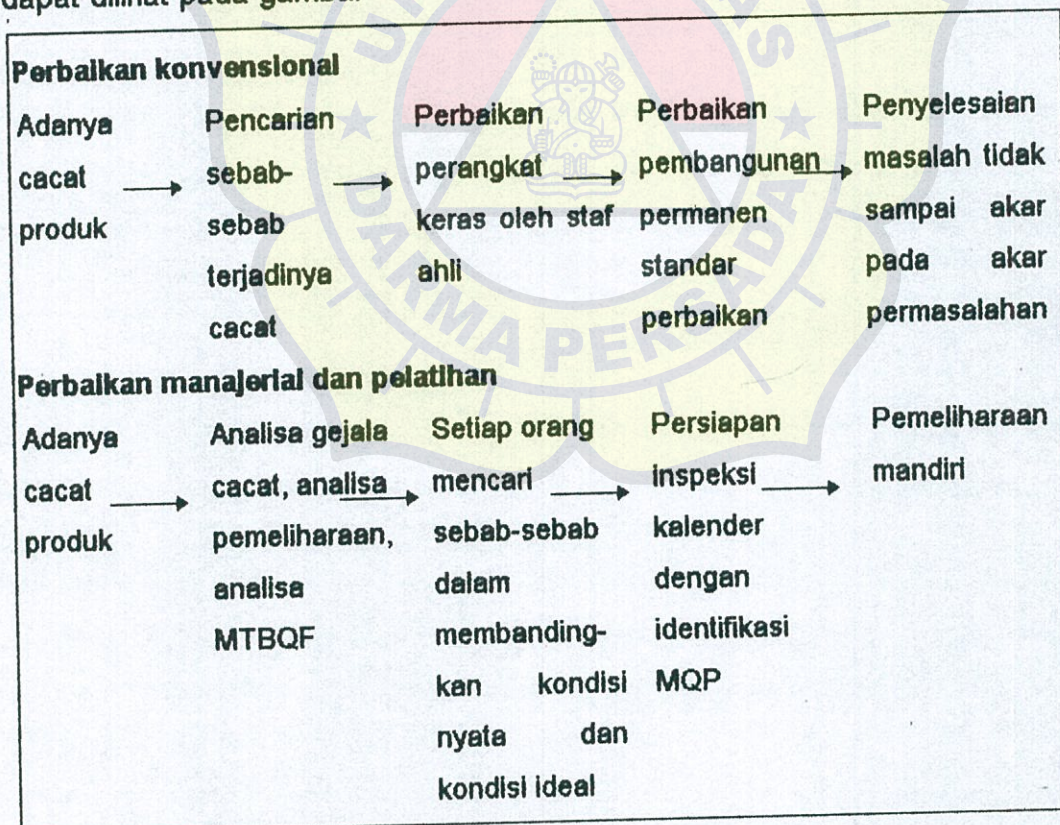 dapat dilihat pada
Perbaikan konvensional
Adanya
cacat
produk
Pencarian
sebab-
sebab
terjadinya
cacat
Perbaikan
perangkat
keras oleh staf
ahli
Perbaikan
pembangunan
permanen
standar
perbaikan
Penyelesaian
masalah tidak
sampai akar
pada akar
permasalahan
Perbaikan manajerial dan pelatihan
Adanya
cacat
produk
Analisa gejala
cacat, analisa
pemeliharaan,
analisa
MTBQF
Setiap orang
mencari
sebab-sebab
dalam
membanding-
kan kondisi
nyata dan
kondisi ideal
Persiapan
inspeksi
kalender
dengan
identifikasi
MQP
Pemeliharaan
mandiri
DARMA PERSADA